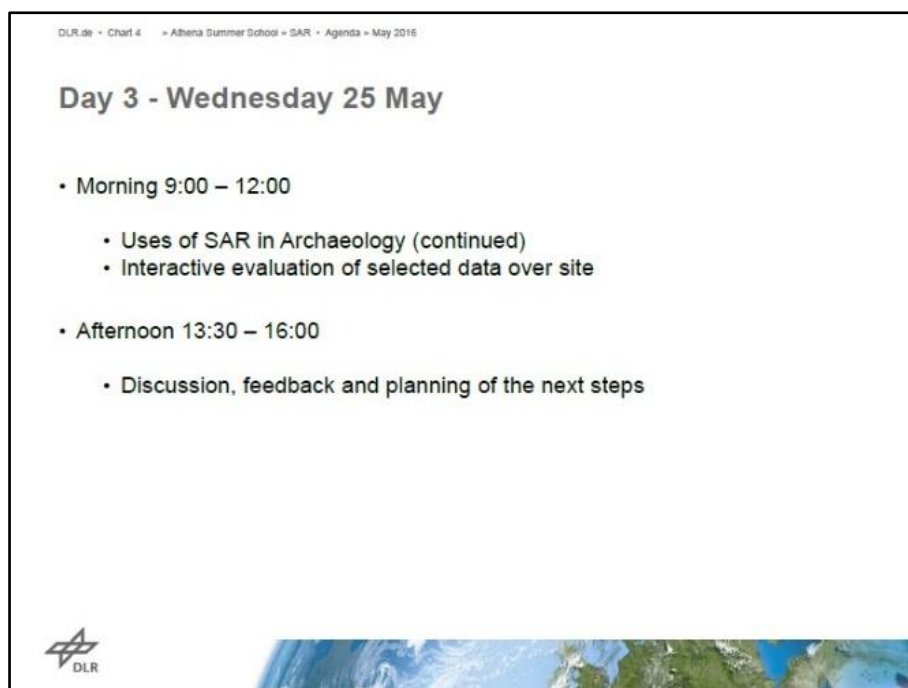 DLR.de • Chart 4 > Athena Summer School > SAR • Agenda > May 2016
Day 3 - Wednesday 25 May
• Morning 9:00 – 12:00
• Uses of SAR in Archaeology (continued)
• Interactive evaluation of selected data over site
• Afternoon 13:30 – 16:00
• Discussion, feedback and planning of the next steps
DLR